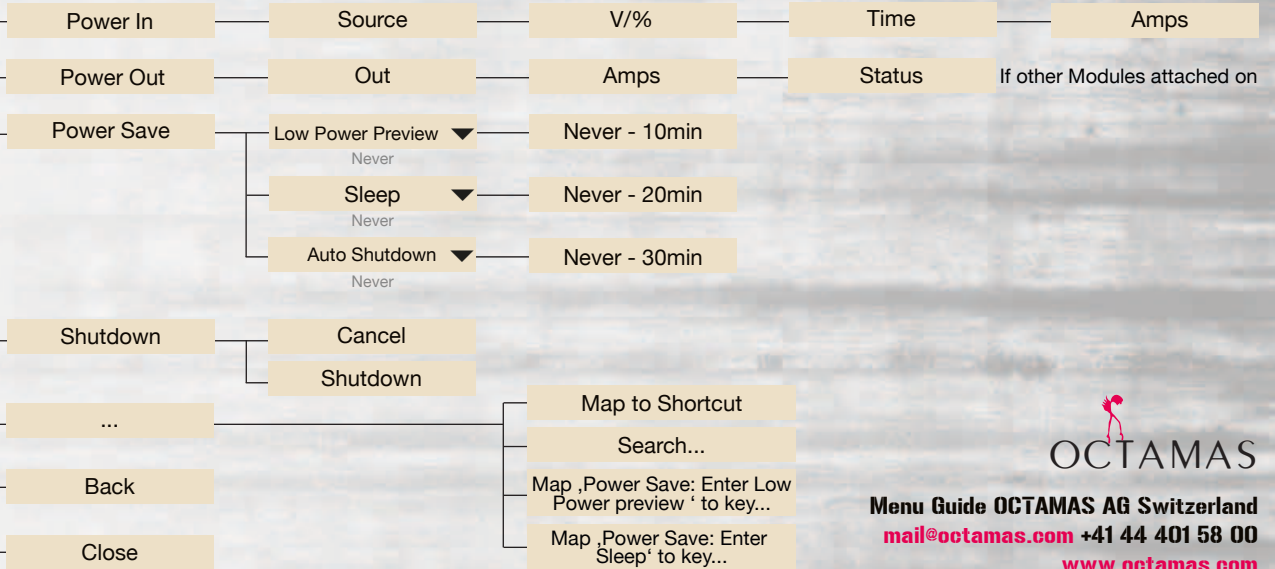 Power In Source V/% Time Amps
Power Out Out Amps Status If other Modules attached on
Power Save Low Power Preview Never - 10min
Never
Sleep Never - 20min
Never
Auto Shutdown Never - 30min
Never
Shutdown Cancel
Shutdown
... Map to Shortcut
Search...
Back Map ‚Power Save: Enter Low
Power preview ‘ to key...
Close Map ‚Power Save: Enter
Sleep‘ to key...
OCTAMAS
Menu Guide OCTAMAS AG Switzerland
mail@octamas.com +41 44 401 58 00
www.octamas.com